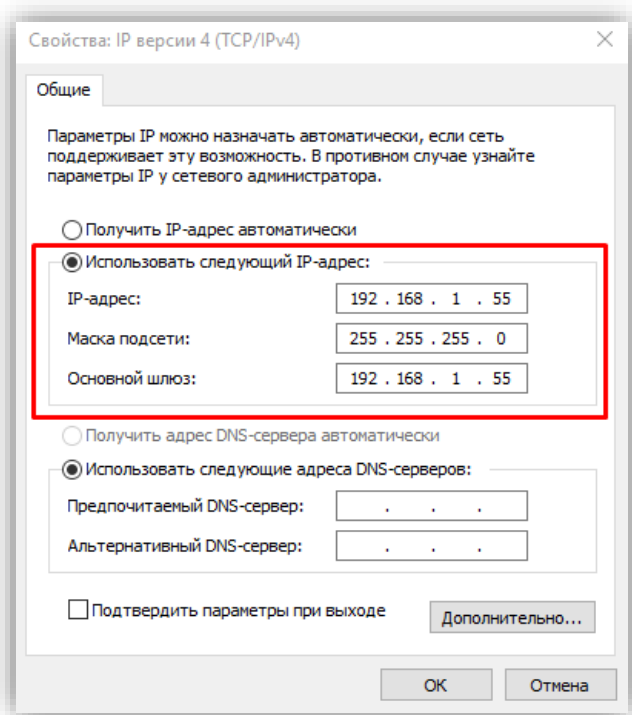 Свойства: IP версии 4 (TCP/IPv4)
Общие
Параметры IP можно назначать автоматически, если сеть
поддерживает эту возможность. В противном случае узнайте
параметры IP у сетевого администратора.
Получить IP-адрес автоматически
Использовать следующий IP-адрес:
IP-адрес: 192 . 168 . 1 . 55
Маска подсети: 255 . 255 . 255 . 0
Основной шлюз: 192 . 168 . 1 . 55
Получить адрес DNS-сервера автоматически
Использовать следующие адреса DNS-серверов:
Предпочитаемый DNS-сервер: . . .
Альтернативный DNS-сервер: . . .
Подтвердить параметры при выходе
Дополнительно...
ОК Отмена